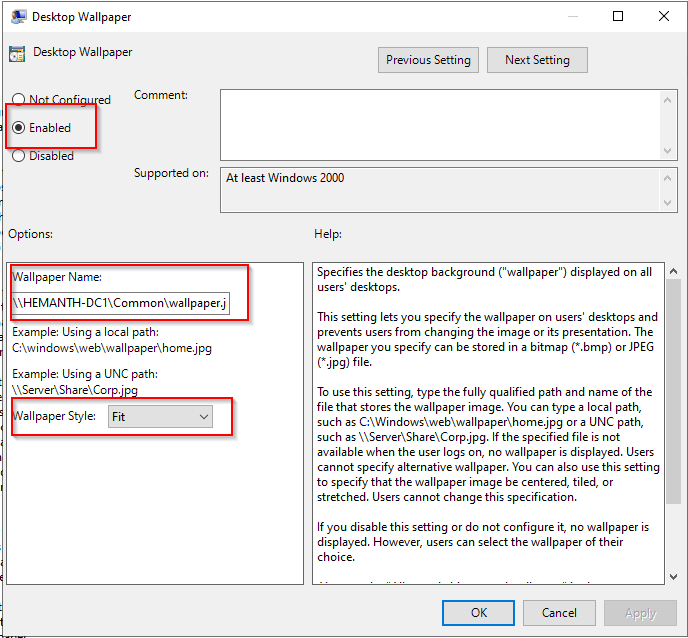 Desktop Wallpaper
Desktop Wallpaper
Previous Setting
Next Setting
Not Configured
Enabled
Disabled
Comment:
Supported on:
At least Windows 2000
Options:
Help:
Wallpaper Name:
\\HEMANTH-DC1\Common\wallpaper.j
Example: Using a local path:
C:\windows\web\wallpaper\home.jpg
Example: Using a UNC path:
\\Server\Share\Corp.jpg
Wallpaper Style:
Fit
Specifies the desktop background ("wallpaper") displayed on all
users' desktops.
This setting lets you specify the wallpaper on users' desktops and
prevents users from changing the image or its presentation. The
wallpaper you specify can be stored in a bitmap (*.bmp) or JPEG
(*.jpg) file.
To use this setting, type the fully qualified path and name of the
file that stores the wallpaper image. You can type a local path,
such as C:\Windows\web\wallpaper\home.jpg or a UNC path,
such as \\Server\Share\Corp.jpg. If the specified file is not
available when the user logs on, no wallpaper is displayed. Users
cannot specify alternative wallpaper. You can also use this setting
to specify that the wallpaper image be centered, tiled, or
stretched. Users cannot change this specification.
If you disable this setting or do not configure it, no wallpaper is
displayed. However, users can select the wallpaper of their
choice.
OK
Cancel
Apply